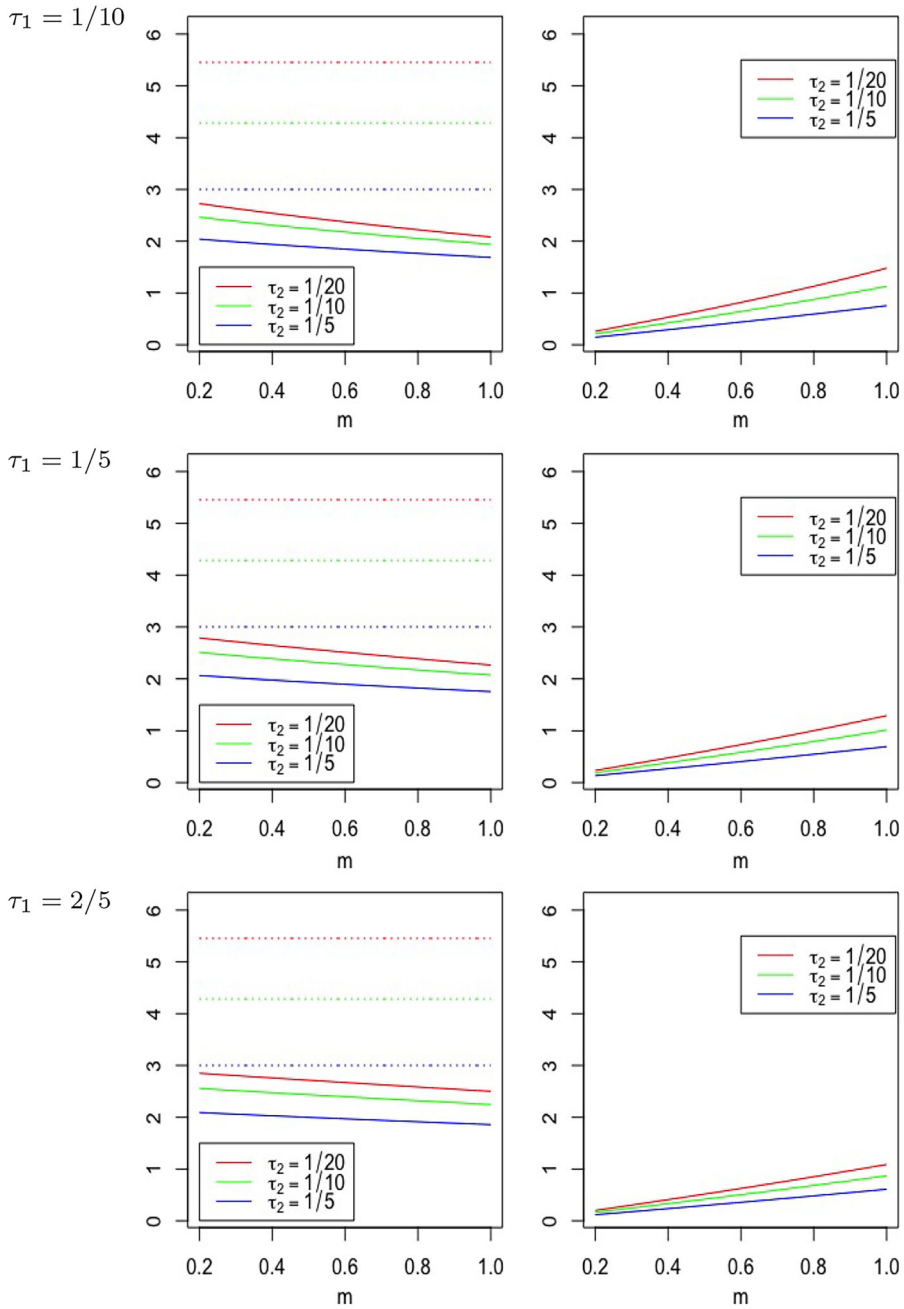 τ₁ = 1/10
6
5
4
3
2
1
0
τ₂ = 1/20
τ₂ = 1/10
τ₂ = 1/5
0.2 0.4 0.6 0.8 1.0
m
6
5
4
3
2
1
0
τ₂ = 1/20
τ₂ = 1/10
τ₂ = 1/5
0.2 0.4 0.6 0.8 1.0
m
τ₁ = 1/5
6
5
4
3
2
1
0
τ₂ = 1/20
τ₂ = 1/10
τ₂ = 1/5
0.2 0.4 0.6 0.8 1.0
m
6
5
4
3
2
1
0
τ₂ = 1/20
τ₂ = 1/10
τ₂ = 1/5
0.2 0.4 0.6 0.8 1.0
m
τ₁ = 2/5
6
5
4
3
2
1
0
τ₂ = 1/20
τ₂ = 1/10
τ₂ = 1/5
0.2 0.4 0.6 0.8 1.0
m
6
5
4
3
2
1
0
τ₂ = 1/20
τ₂ = 1/10
τ₂ = 1/5
0.2 0.4 0.6 0.8 1.0
m